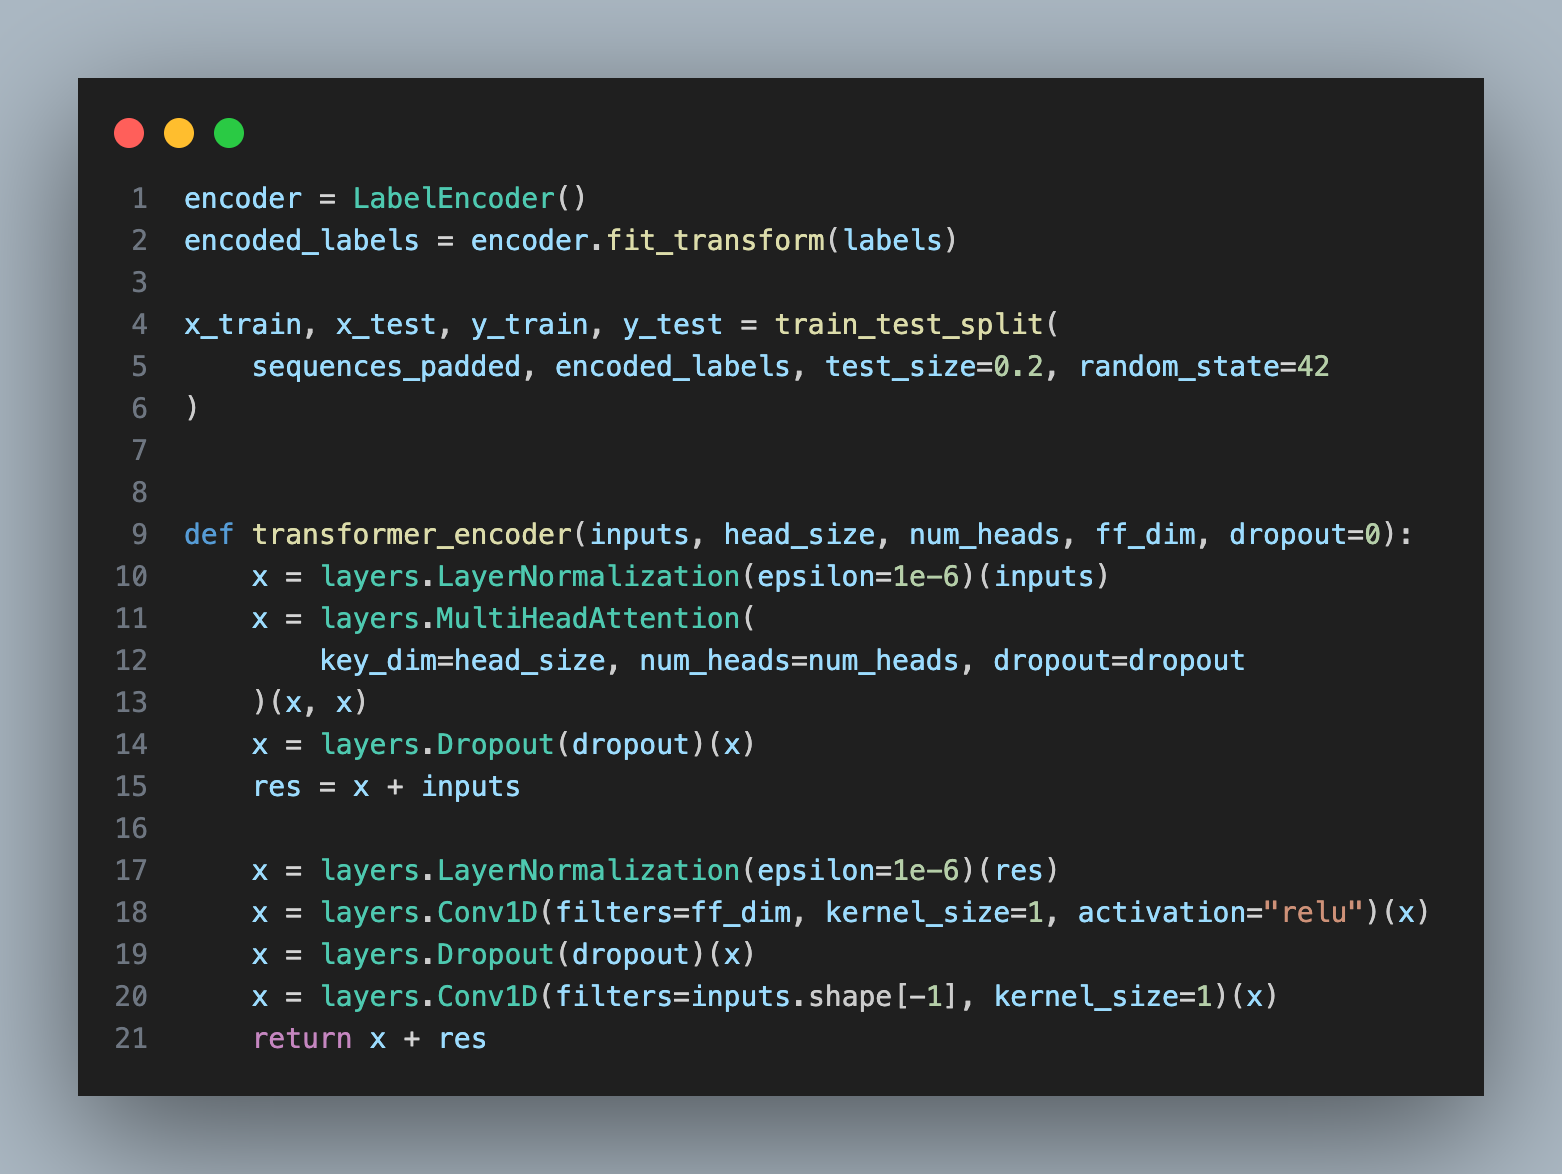 1 encoder = LabelEncoder()
2 encoded_labels = encoder.fit_transform(labels)
3
4 x_train, x_test, y_train, y_test = train_test_split(
5     sequences_padded, encoded_labels, test_size=0.2, random_state=42
6 )
7
8
9 def transformer_encoder(inputs, head_size, num_heads, ff_dim, dropout=0):
10     x = layers.LayerNormalization(epsilon=1e-6)(inputs)
11     x = layers.MultiHeadAttention(
12         key_dim=head_size, num_heads=num_heads, dropout=dropout
13     )(x, x)
14     x = layers.Dropout(dropout)(x)
15     res = x + inputs
16
17     x = layers.LayerNormalization(epsilon=1e-6)(res)
18     x = layers.Conv1D(filters=ff_dim, kernel_size=1, activation="relu")(x)
19     x = layers.Dropout(dropout)(x)
20     x = layers.Conv1D(filters=inputs.shape[-1], kernel_size=1)(x)
21     return x + res